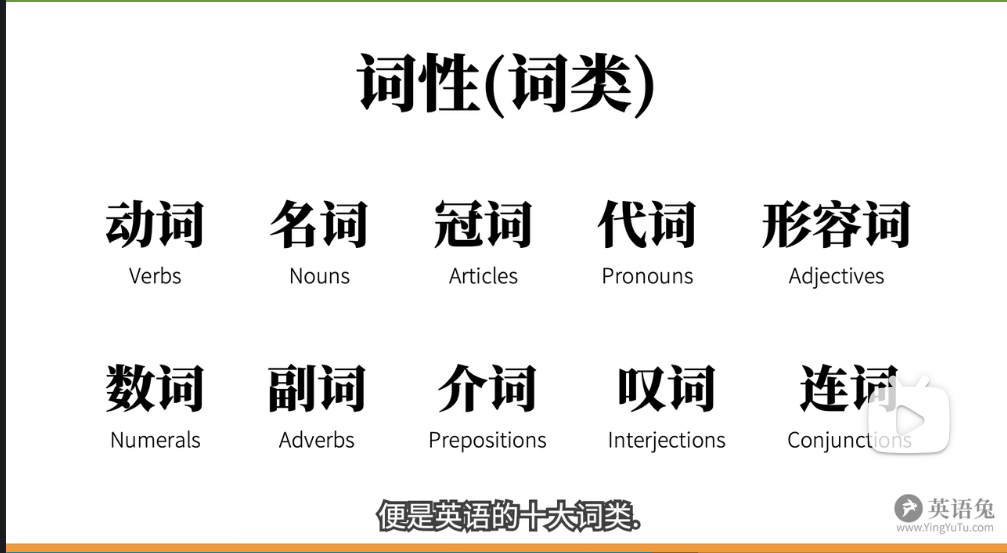 词性(词类)
动词 名词 冠词 代词 形容词
Verbs Nouns Articles Pronouns Adjectives
数词 副词 介词 叹词 连词
Numerals Adverbs Prepositions Interjections Conjunctions
便是英语的十大词类.
英语兔
www.YingYuTu.com